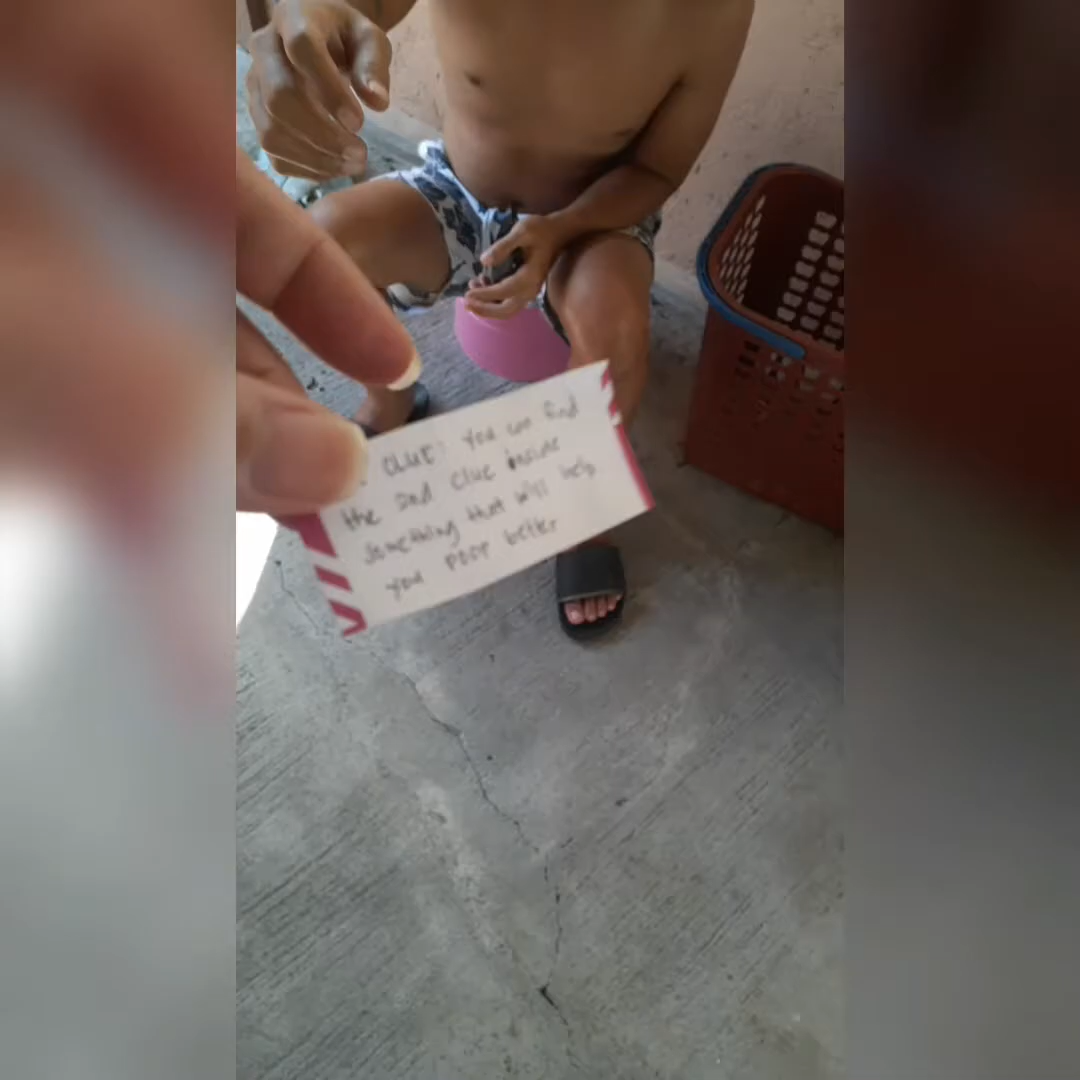 CLUE: You can find
the 2nd clue inside
something that will help
you poop better